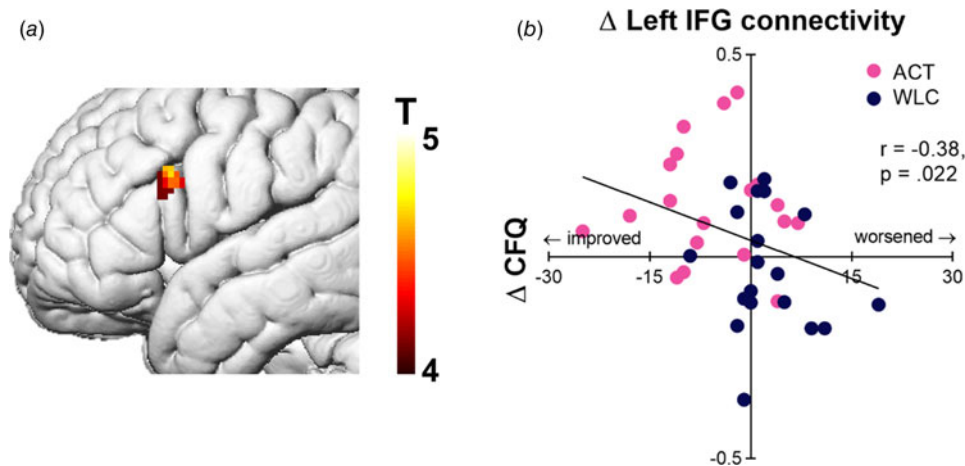 (a)
T
5
4
(b)
Δ Left IFG connectivity
0.5
ACT
WLC
r = -0.38,
p = .022
← improved
worsened →
Δ CFQ
-30
-15
15
30
-0.5